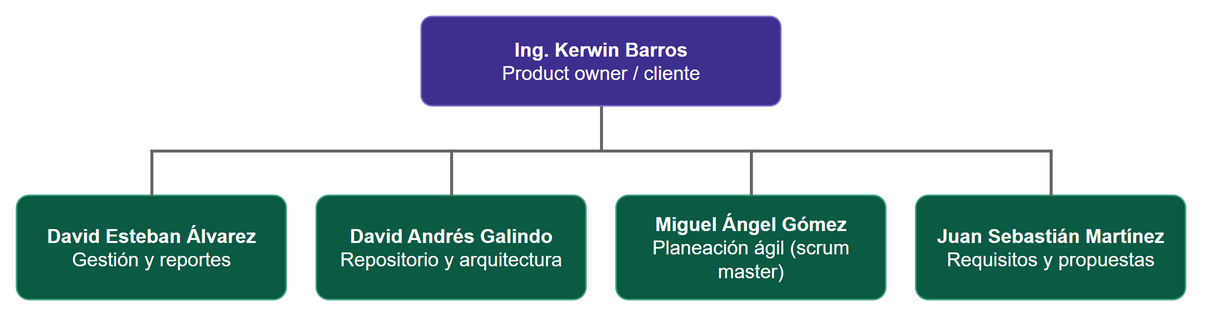 Ing. Kerwin Barros
Product owner / cliente
David Esteban Álvarez
Gestión y reportes
David Andrés Galindo
Repositorio y arquitectura
Miguel Ángel Gómez
Planeación ágil (scrum
master)
Juan Sebastián Martínez
Requisitos y propuestas